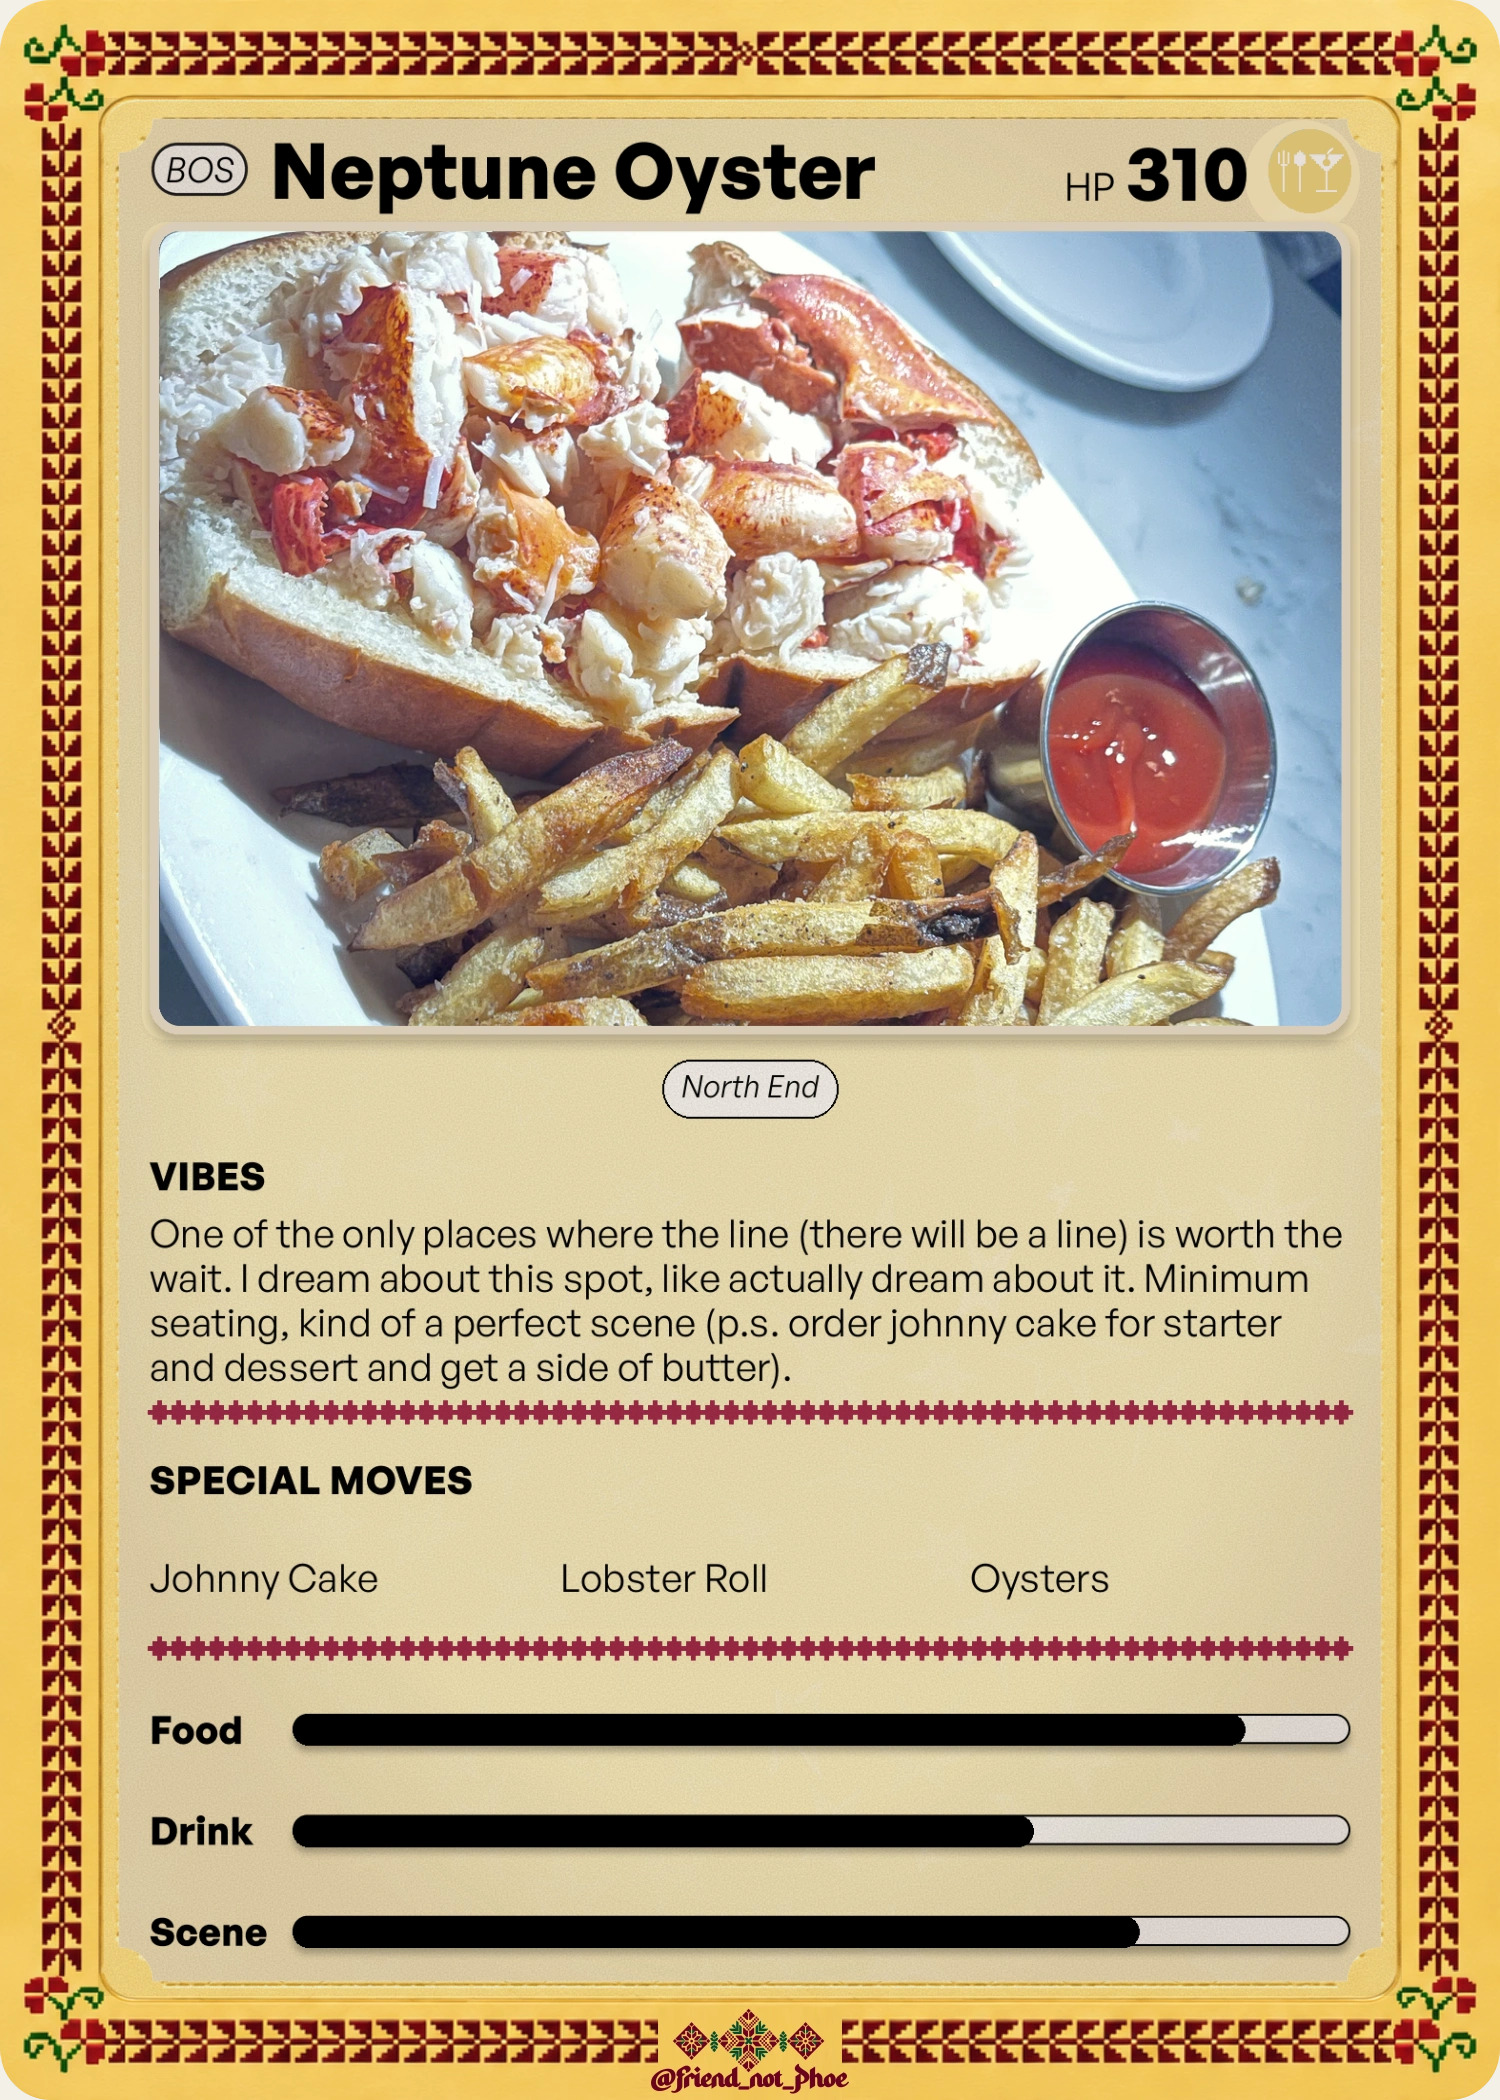 BOS Neptune Oyster HP 310
North End
VIBES
One of the only places where the line (there will be a line) is worth the
wait. I dream about this spot, like actually dream about it. Minimum
seating, kind of a perfect scene (p.s. order johnny cake for starter
and dessert and get a side of butter).
SPECIAL MOVES
Johnny Cake Lobster Roll Oysters
Food
Drink
Scene
@friend_not_Phoe